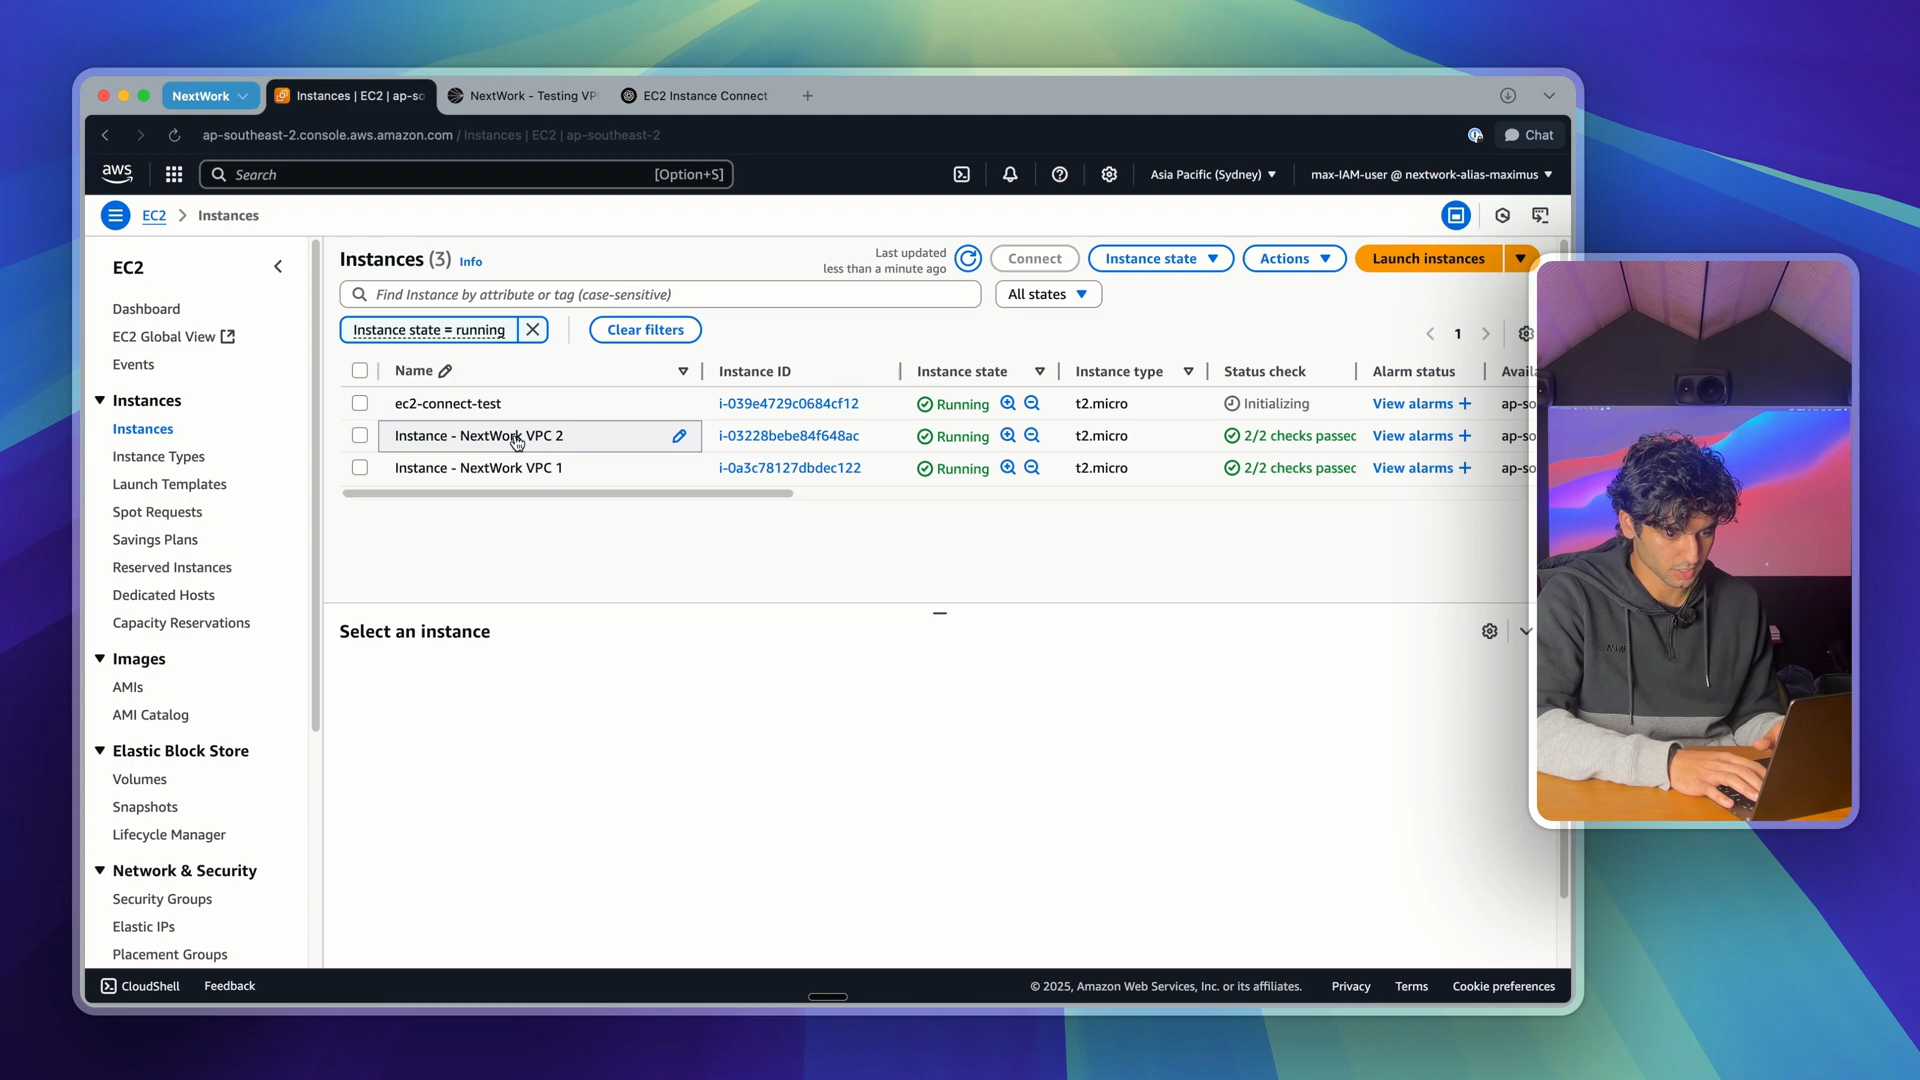 NextWork
Instances | EC2 | ap-so
NextWork - Testing VP
EC2 Instance Connect
ap-southeast-2.console.aws.amazon.com / Instances | EC2 | ap-southeast-2
Chat
aws
Search
[Option+S]
Asia Pacific (Sydney)
max-IAM-user @ nextwork-alias-maximus
EC2
Instances
EC2
Dashboard
EC2 Global View
Events
Instances
Instances
Instance Types
Launch Templates
Spot Requests
Savings Plans
Reserved Instances
Dedicated Hosts
Capacity Reservations
Images
AMIs
AMI Catalog
Elastic Block Store
Volumes
Snapshots
Lifecycle Manager
Network & Security
Security Groups
Elastic IPs
Placement Groups
Instances (3) Info
Last updated
less than a minute ago
Connect
Instance state
Actions
Launch instances
Find Instance by attribute or tag (case-sensitive)
All states
Instance state = running
Clear filters
1
Name Instance ID Instance state Instance type Status check Alarm status Avail
ec2-connect-test i-039e4729c0684cf12 Running t2.micro Initializing View alarms + ap-so
Instance - NextWork VPC 2 i-03228bebe84f648ac Running t2.micro 2/2 checks passec View alarms + ap-so
Instance - NextWork VPC 1 i-0a3c78127dbdec122 Running t2.micro 2/2 checks passec View alarms + ap-so
Select an instance
CloudShell
Feedback
© 2025, Amazon Web Services, Inc. or its affiliates.
Privacy
Terms
Cookie preferences